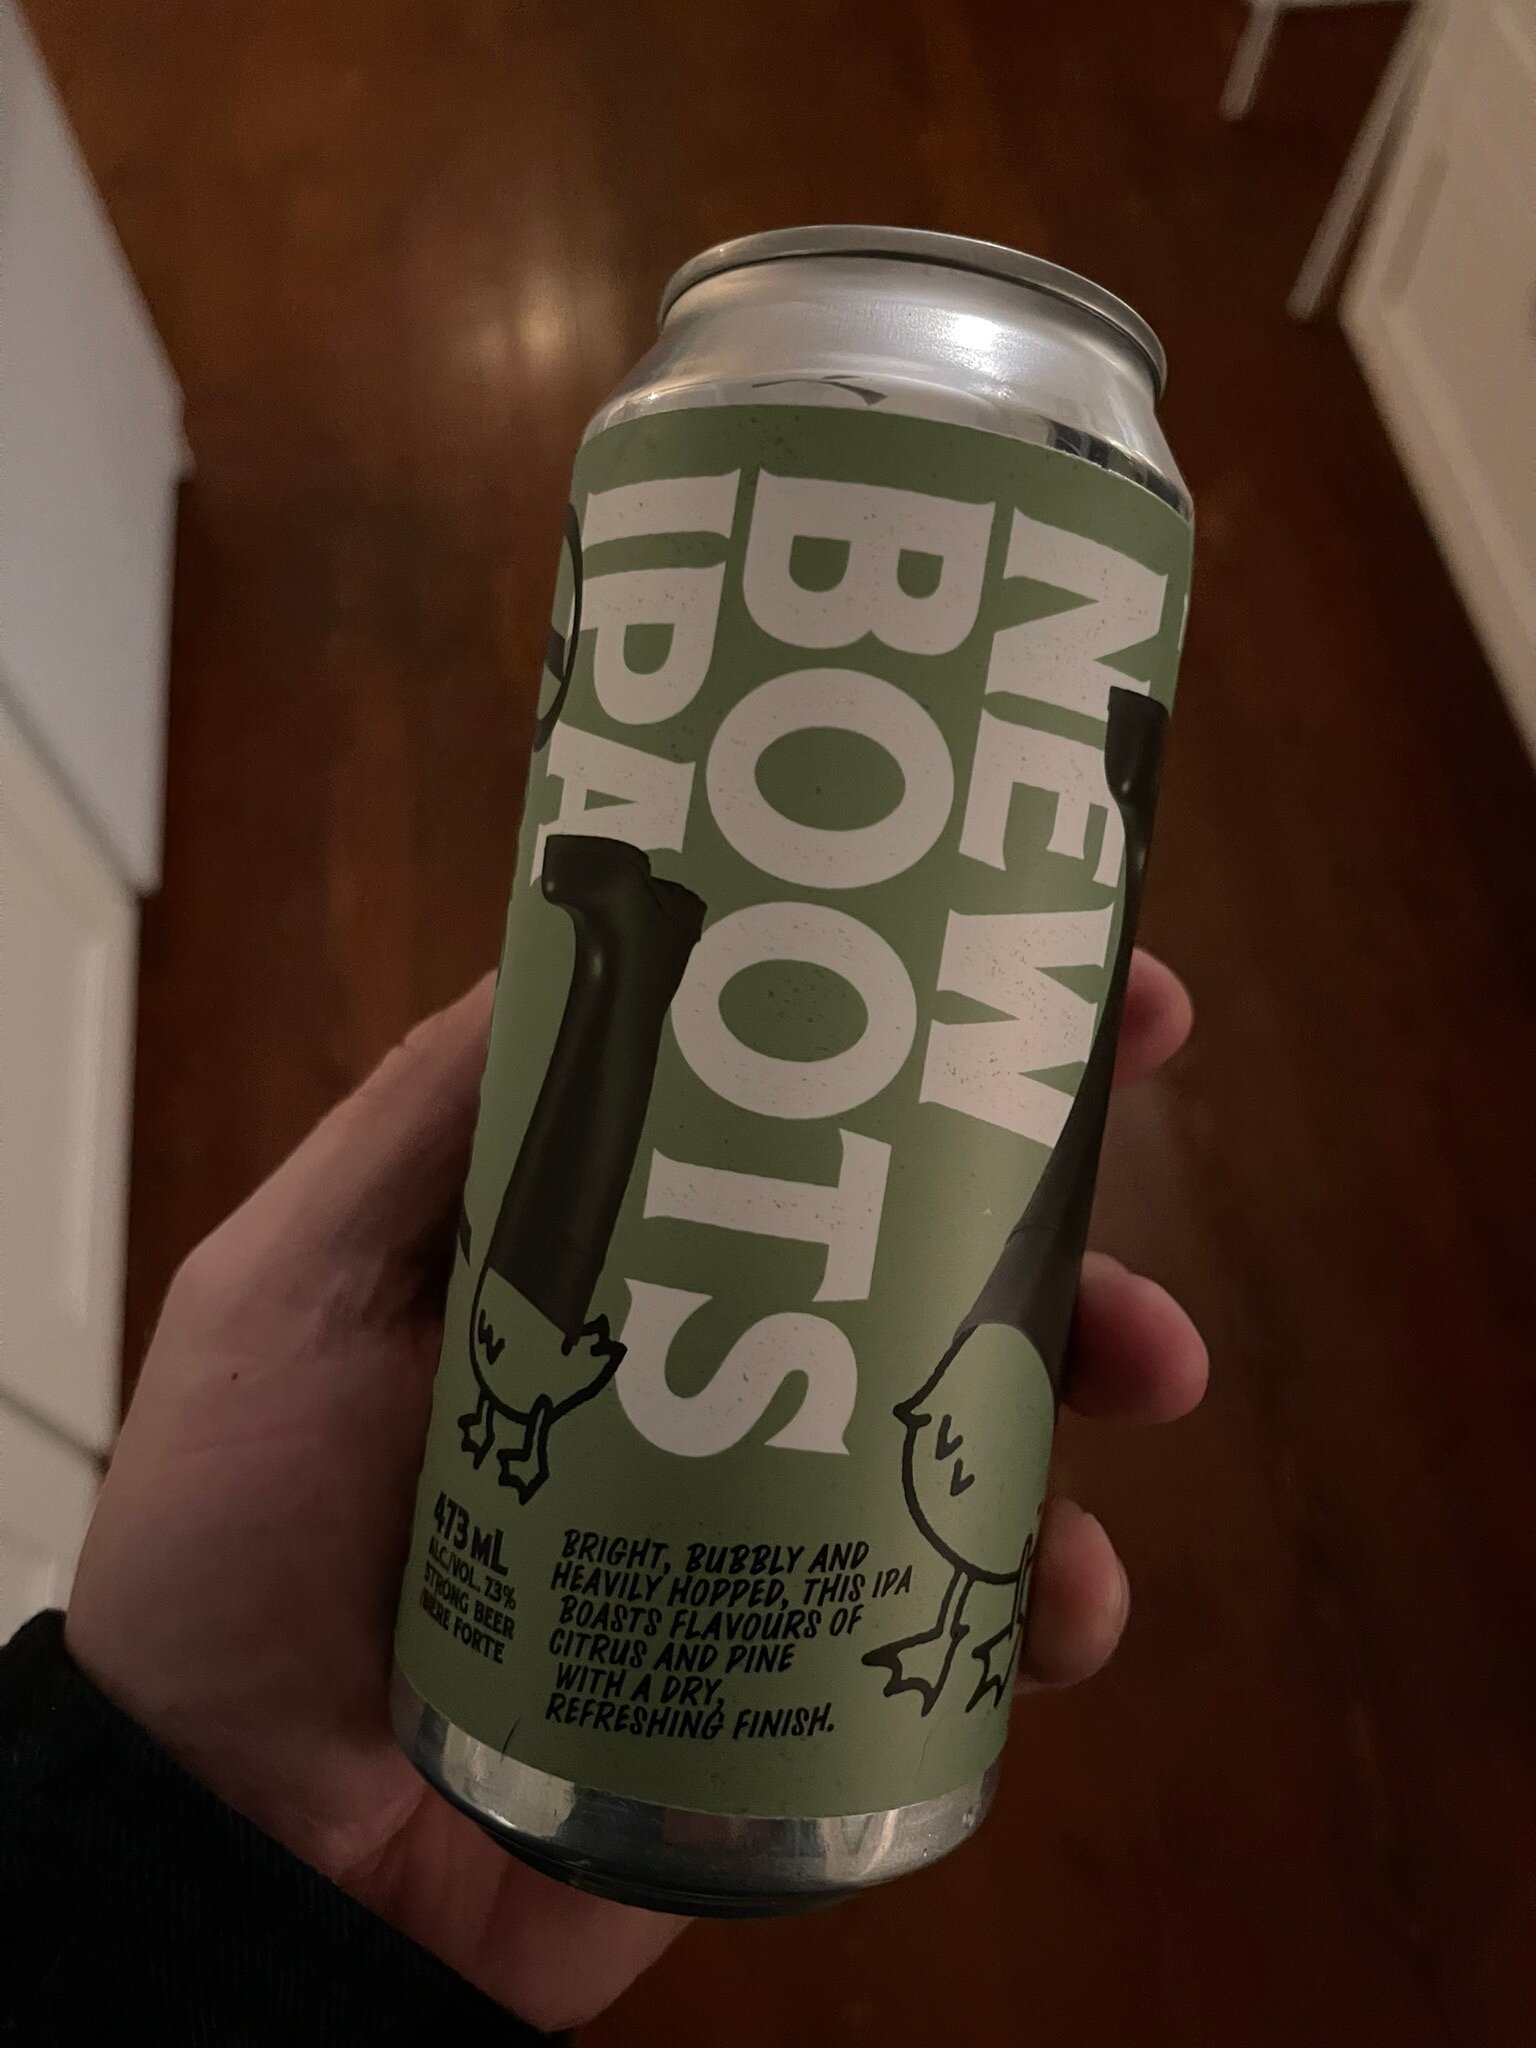 NEW
BOOTS
IPA
473 mL
ALC/VOL. 7.3%
STRONG BEER
BIÈRE FORTE
BRIGHT, BUBBLY AND
HEAVILY HOPPED, THIS IPA
BOASTS FLAVOURS OF
CITRUS AND PINE
WITH A DRY,
REFRESHING FINISH.